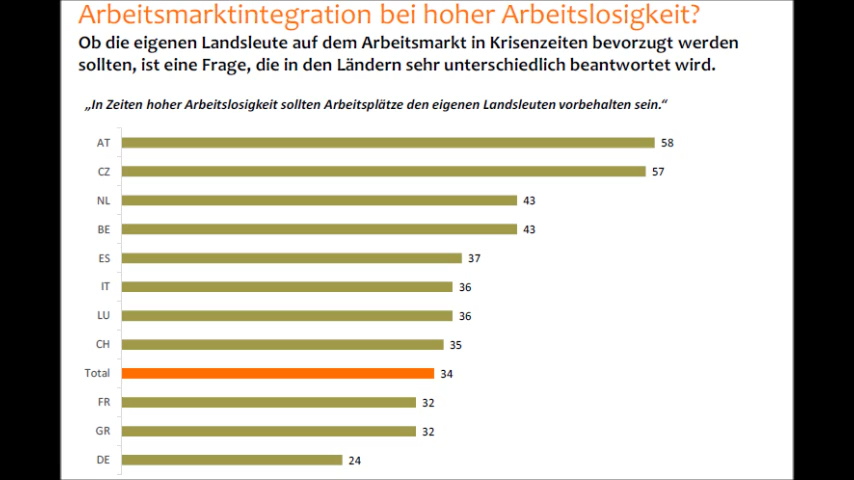 Arbeitsmarktintegration bei hoher Arbeitslosigkeit?
Ob die eigenen Landsleute auf dem Arbeitsmarkt in Krisenzeiten bevorzugt werden
sollten, ist eine Frage, die in den Ländern sehr unterschiedlich beantwortet wird.
„In Zeiten hoher Arbeitslosigkeit sollten Arbeitsplätze den eigenen Landsleuten vorbehalten sein.“
AT 58
CZ 57
NL 43
BE 43
ES 37
IT 36
LU 36
CH 35
Total 34
FR 32
GR 32
DE 24